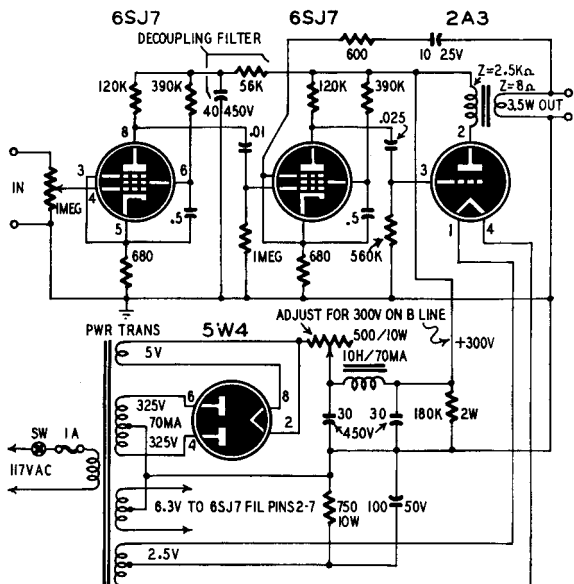 6SJ7 6SJ7 2A3
DECOUPLING FILTER
600 10 25V
120K 390K 56K 120K 390K
40 450V
Z=2.5KΩ
Z=8Ω
3.5W OUT
.01 .025
8 8 2
3 6 3
4
IN
1MEG
5 .5 .5
1 4
680 1MEG 680 560K
PWR TRANS 5W4
ADJUST FOR 300V ON B LINE
500/10W
10H/70MA
+300V
5V
325V 6 8
70MA
325V 4 2
30 30
450V
180K 2W
SW 1A
117VAC
6.3V TO 6SJ7 FIL PINS 2-7
750
10W
100 50V
2.5V